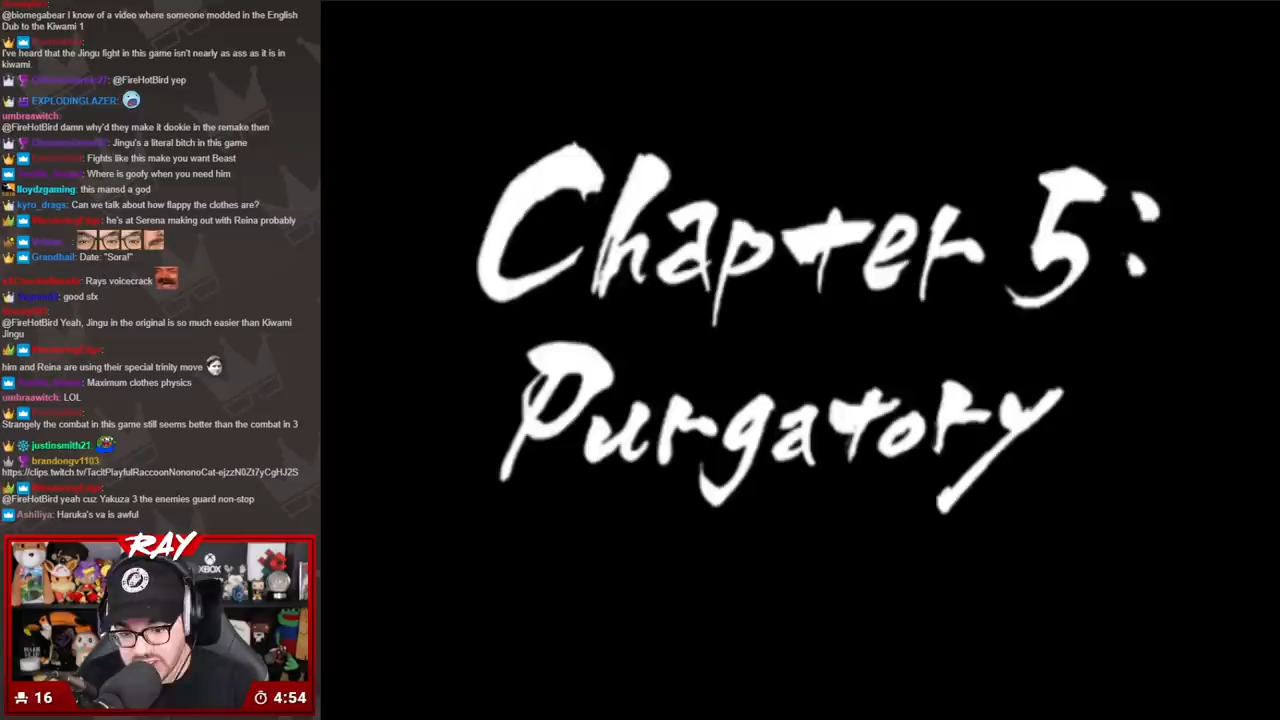 @biomegabear I know of a video where someone modded in the English
Dub to the Kiwami 1
I've heard that the Jingu fight in this game isn't nearly as ass as it is in
kiwami.
@FireHotBird yep
EXPLODINGLAZER:
umbraawitch:
@FireHotBird damn why'd they make it dookie in the remake then
Jingu's a literal bitch in this game
Fights like this make you want Beast
Where is goofy when you need him
lloydzgaming: this mansd a god
kyro_drags: Can we talk about how flappy the clothes are?
he's at Serena making out with Reina probably
Grandhail: Date: "Sora!"
Rays voicecrack
good sfx
@FireHotBird Yeah, Jingu in the original is so much easier than Kiwami
Jingu
him and Reina are using their special trinity move
Maximum clothes physics
umbraawitch: LOL
Strangely the combat in this game still seems better than the combat in 3
justinsmith21:
brandongv1103:
https://clips.twitch.tv/TacitPlayfulRaccoonNononoCat-ejzzN0Zt7yCgHJ2S
@FireHotBird yeah cuz Yakuza 3 the enemies guard non-stop
Ashiliya: Haruka's va is awful
RAY
XBOX
16
4:54
Chapter 5:
Purgatory